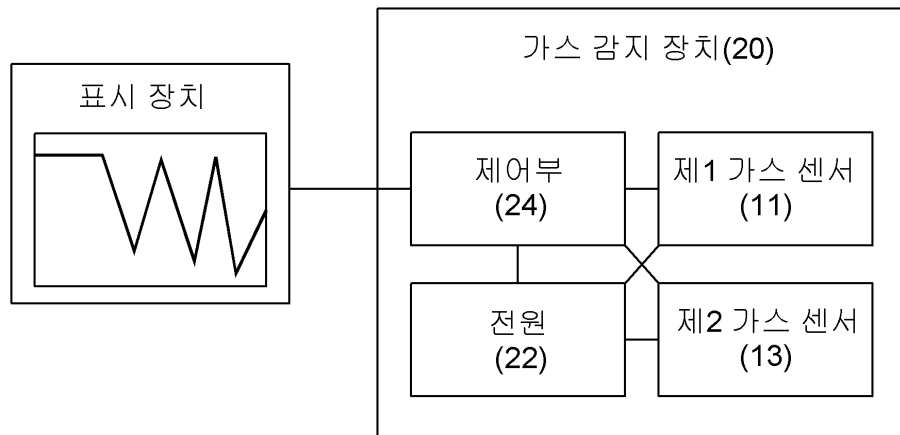 가스 감지 장치(20)
표시 장치
제어부
(24)
제1 가스 센서
(11)
전원
(22)
제2 가스 센서
(13)